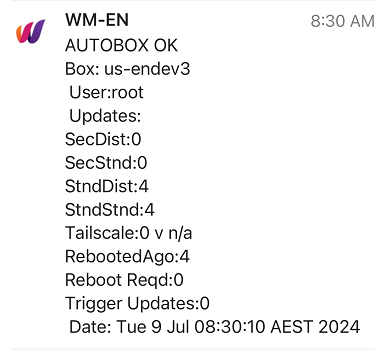 WM-EN 8:30 AM
AUTOBOX OK
Box: us-endev3
User:root
Updates:
SecDist:0
SecStnd:0
StndDist:4
StndStnd:4
Tailscale:0 v n/a
RebootedAgo:4
Reboot Reqd:0
Trigger Updates:0
Date: Tue 9 Jul 08:30:10 AEST 2024